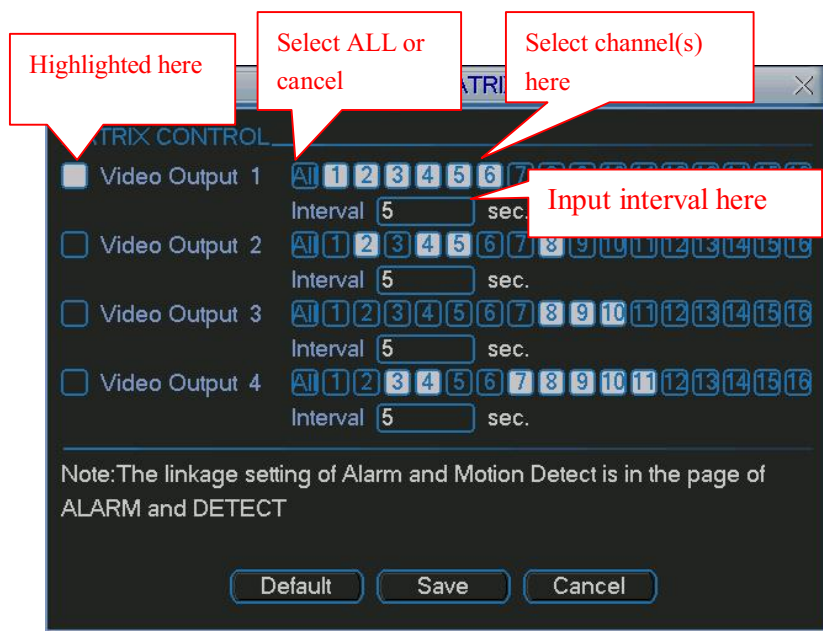 Highlighted here
Select ALL or
cancel
Select channel(s)
here
TRIX CONTROL
Video Output 1 All 1 2 3 4 5 6 7
Interval 5 sec.
Input interval here
Video Output 2 All 1 2 3 4 5 6 7 8 9 10 11 12 13 14 15 16
Interval 5 sec.
Video Output 3 All 1 2 3 4 5 6 7 8 9 10 11 12 13 14 15 16
Interval 5 sec.
Video Output 4 All 1 2 3 4 5 6 7 8 9 10 11 12 13 14 15 16
Interval 5 sec.
Note:The linkage setting of Alarm and Motion Detect is in the page of
ALARM and DETECT
Default Save Cancel